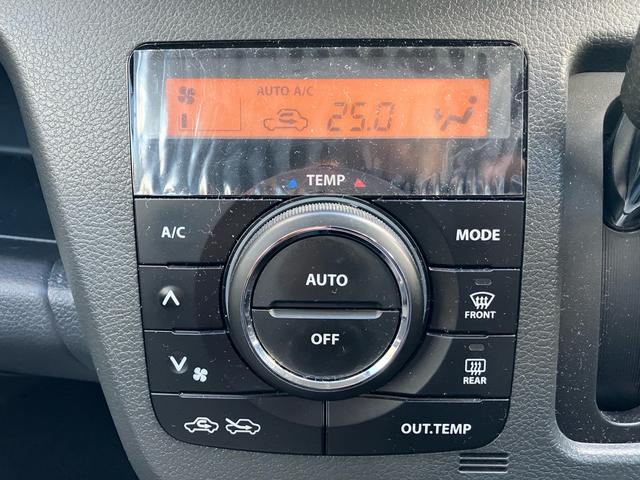 AUTO A/C
25.0
TEMP
A/C
MODE
AUTO
OFF
FRONT
REAR
OUT.TEMP